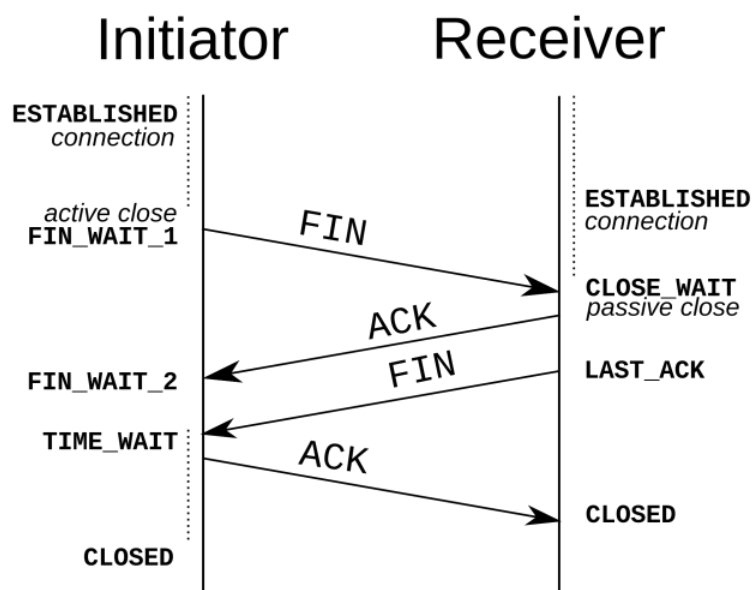 Initiator
Receiver
ESTABLISHED
connection
ESTABLISHED
connection
active close
FIN_WAIT_1
FIN
CLOSE_WAIT
passive close
ACK
FIN_WAIT_2
FIN
LAST_ACK
TIME_WAIT
ACK
CLOSED
CLOSED